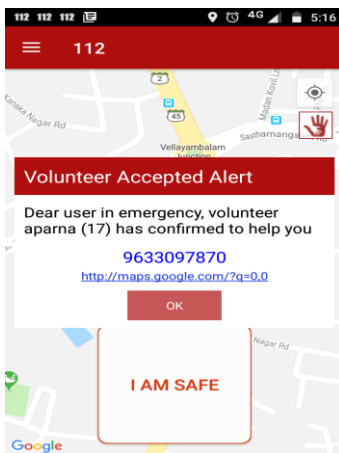 112 112 112 4G 5:16
112
2
Kanaka Nagar Rd
Madan Kovil Ln
45
Sasthamanga
Vellayambalam
Junction
Volunteer Accepted Alert
Dear user in emergency, volunteer
aparna (17) has confirmed to help you
9633097870
http://maps.google.com/?q=0,0
OK
Nagar Rd
I AM SAFE
Google